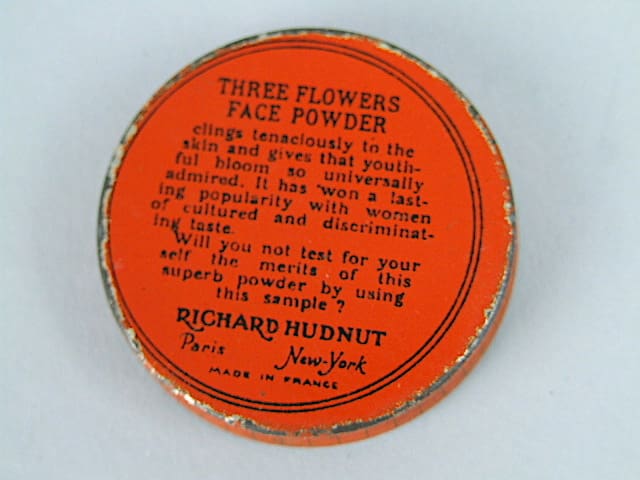 THREE FLOWERS
FACE POWDER
clings tenaciously to the
skin and gives that youth-
ful bloom so universally
admired. It has won a last-
ing popularity with women
of cultured and discriminat-
ing taste.
Will you not test for your
self the merits of this
superb powder by using
this sample?
RICHARD HUDNUT
Paris New-York
MADE IN FRANCE